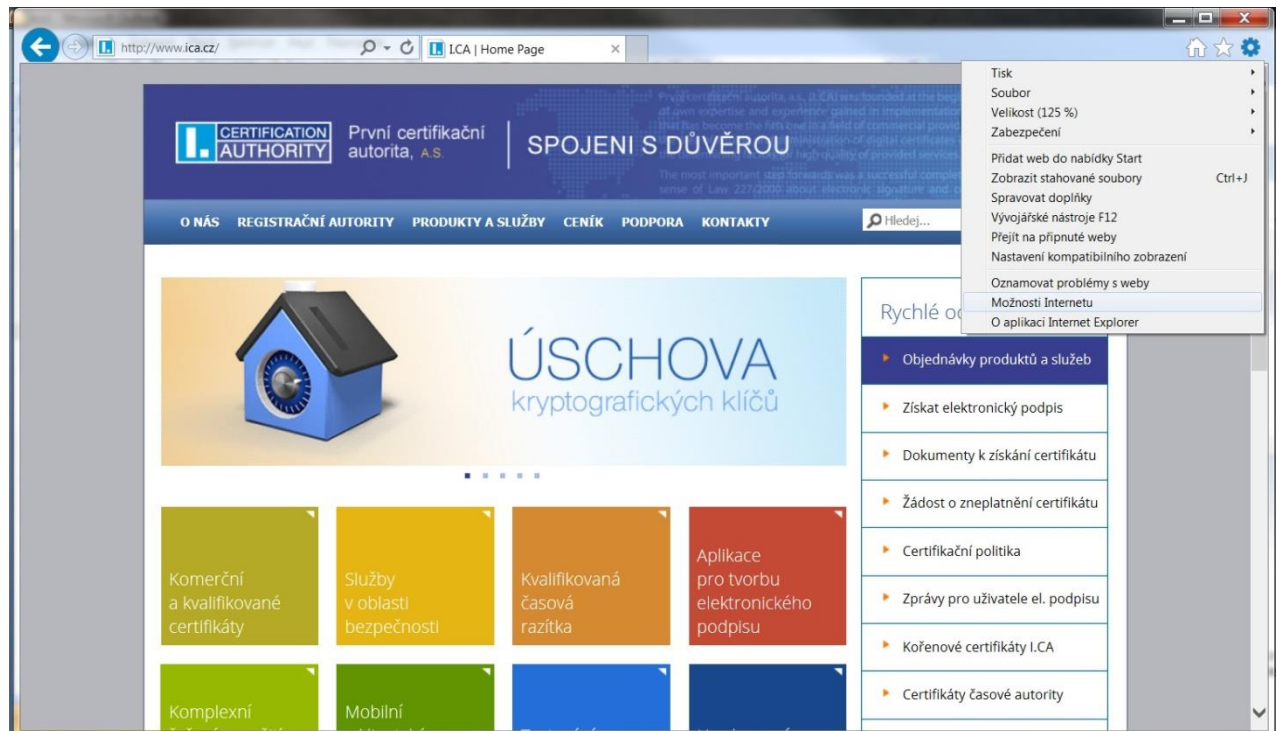 http://www.ica.cz/
I.CA | Home Page
Tisk
Soubor
Velikost (125 %)
Zabezpečení
Přidat web do nabídky Start
Zobrazit stahované soubory Ctrl+J
Spravovat doplňky
Vývojářské nástroje F12
Přejít na připnuté weby
Nastavení kompatibilního zobrazení
Oznamovat problémy s weby
Možnosti Internetu
O aplikaci Internet Explorer
I.
CERTIFICATION
AUTHORITY
První certifikační
autorita, A.S.
SPOJENI S DŮVĚROU
O NÁS REGISTRAČNÍ AUTORITY PRODUKTY A SLUŽBY CENÍK PODPORA KONTAKTY
Hledej...
ÚSCHOVA
kryptografických klíčů
Rychlé
Objednávky produktů a služeb
Získat elektronický podpis
Dokumenty k získání certifikátu
Žádost o zneplatnění certifikátu
Certifikační politika
Zprávy pro uživatele el. podpisu
Kořenové certifikáty I.CA
Certifikáty časové autority
Komerční
a kvalifikované
certifikáty
Služby
v oblasti
bezpečnosti
Kvalifikovaná
časová
razítka
Aplikace
pro tvorbu
elektronického
podpisu
Komplexní
Mobilní